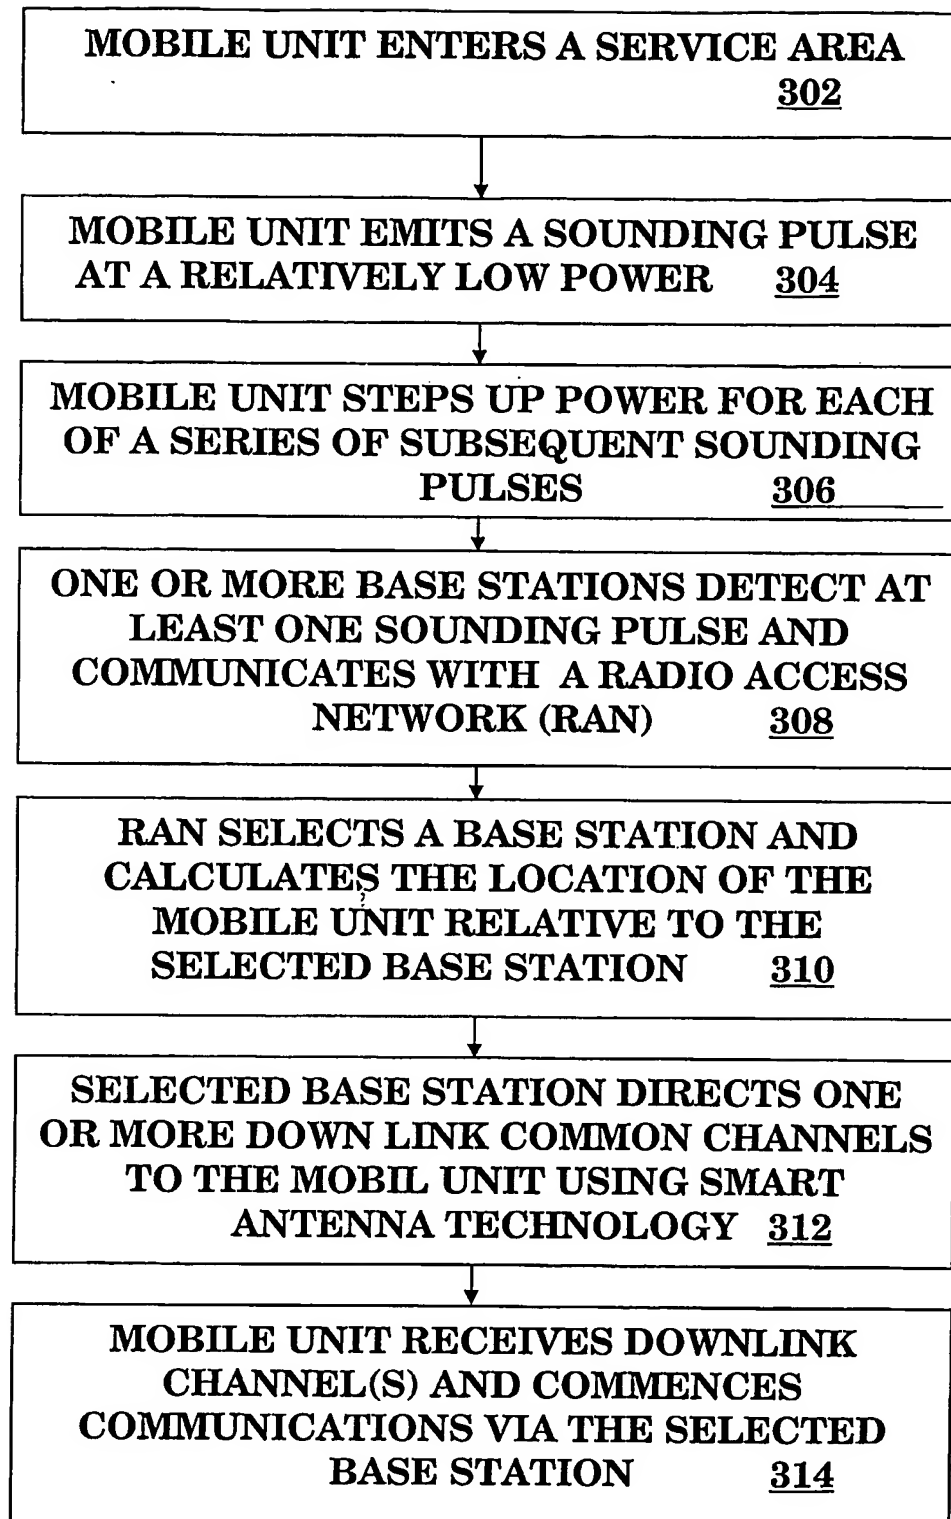 MOBILE UNIT ENTERS A SERVICE AREA
302
MOBILE UNIT EMITS A SOUNDING PULSE
AT A RELATIVELY LOW POWER 304
MOBILE UNIT STEPS UP POWER FOR EACH
OF A SERIES OF SUBSEQUENT SOUNDING
PULSES 306
ONE OR MORE BASE STATIONS DETECT AT
LEAST ONE SOUNDING PULSE AND
COMMUNICATES WITH A RADIO ACCESS
NETWORK (RAN) 308
RAN SELECTS A BASE STATION AND
CALCULATES THE LOCATION OF THE
MOBILE UNIT RELATIVE TO THE
SELECTED BASE STATION 310
SELECTED BASE STATION DIRECTS ONE
OR MORE DOWN LINK COMMON CHANNELS
TO THE MOBIL UNIT USING SMART
ANTENNA TECHNOLOGY 312
MOBILE UNIT RECEIVES DOWNLINK
CHANNEL(S) AND COMMENCES
COMMUNICATIONS VIA THE SELECTED
BASE STATION 314